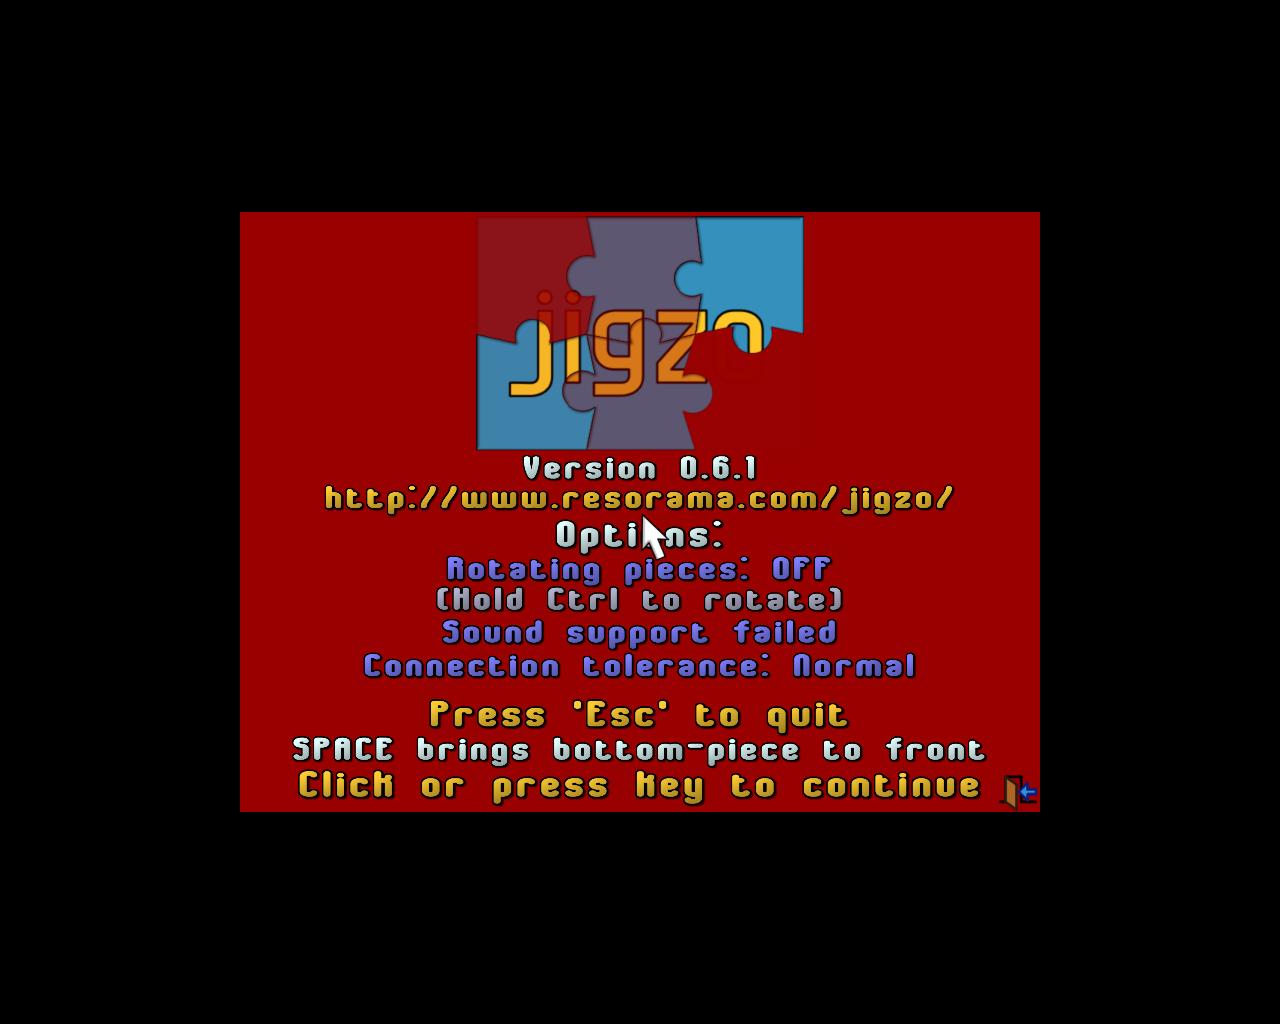 jigzo
Version 0.6.1
http://www.resorama.com/jigzo/
Options:
Rotating pieces: OFF
(Hold Ctrl to rotate)
Sound support failed
Connection tolerance: Normal
Press 'Esc' to quit
SPACE brings bottom-piece to front
Click or press key to continue